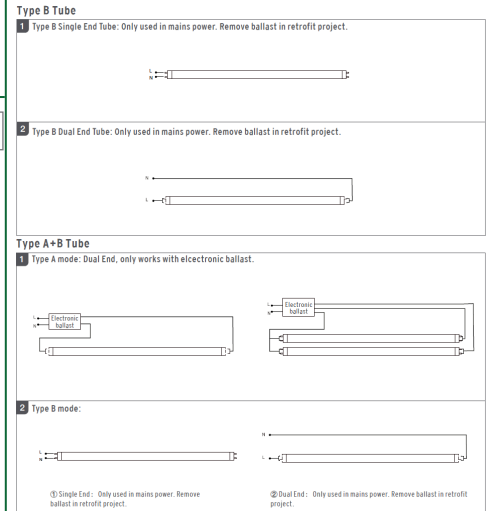 Type B Tube
1 Type B Single End Tube: Only used in mains power. Remove ballast in retrofit project.
L
N
2 Type B Dual End Tube: Only used in mains power. Remove ballast in retrofit project.
N
L
Type A+B Tube
1 Type A mode: Dual End, only works with elcectronic ballast.
L
N
Electronic
ballast
L
N
Electronic
ballast
2 Type B mode:
L
N
N
L
① Single End： Only used in mains power. Remove
ballast in retrofit project.
② Dual End： Only used in mains power. Remove ballast in retrofit
project.